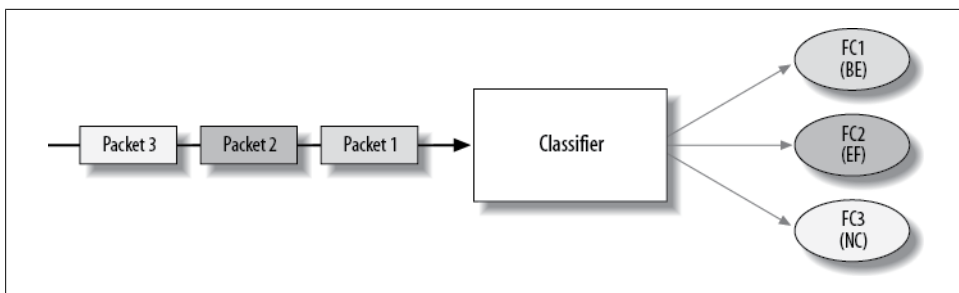 Packet 3
Packet 2
Packet 1
Classifier
FC1
(BE)
FC2
(EF)
FC3
(NC)